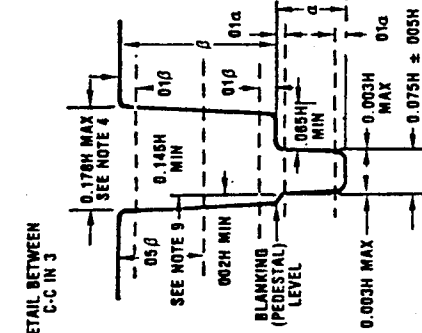 ETAIL BETWEEN
C-C IN 3
0.178H MAX
SEE NOTE 4
0.145H
MIN
05β
SEE NOTE 9
002H MIN
BLANKING
(PEDESTAL)
LEVEL
01β
01β
β
.065H
MIN
01α
α
01α
0.003H MAX
0.003H
MAX
0.075H ± 005H